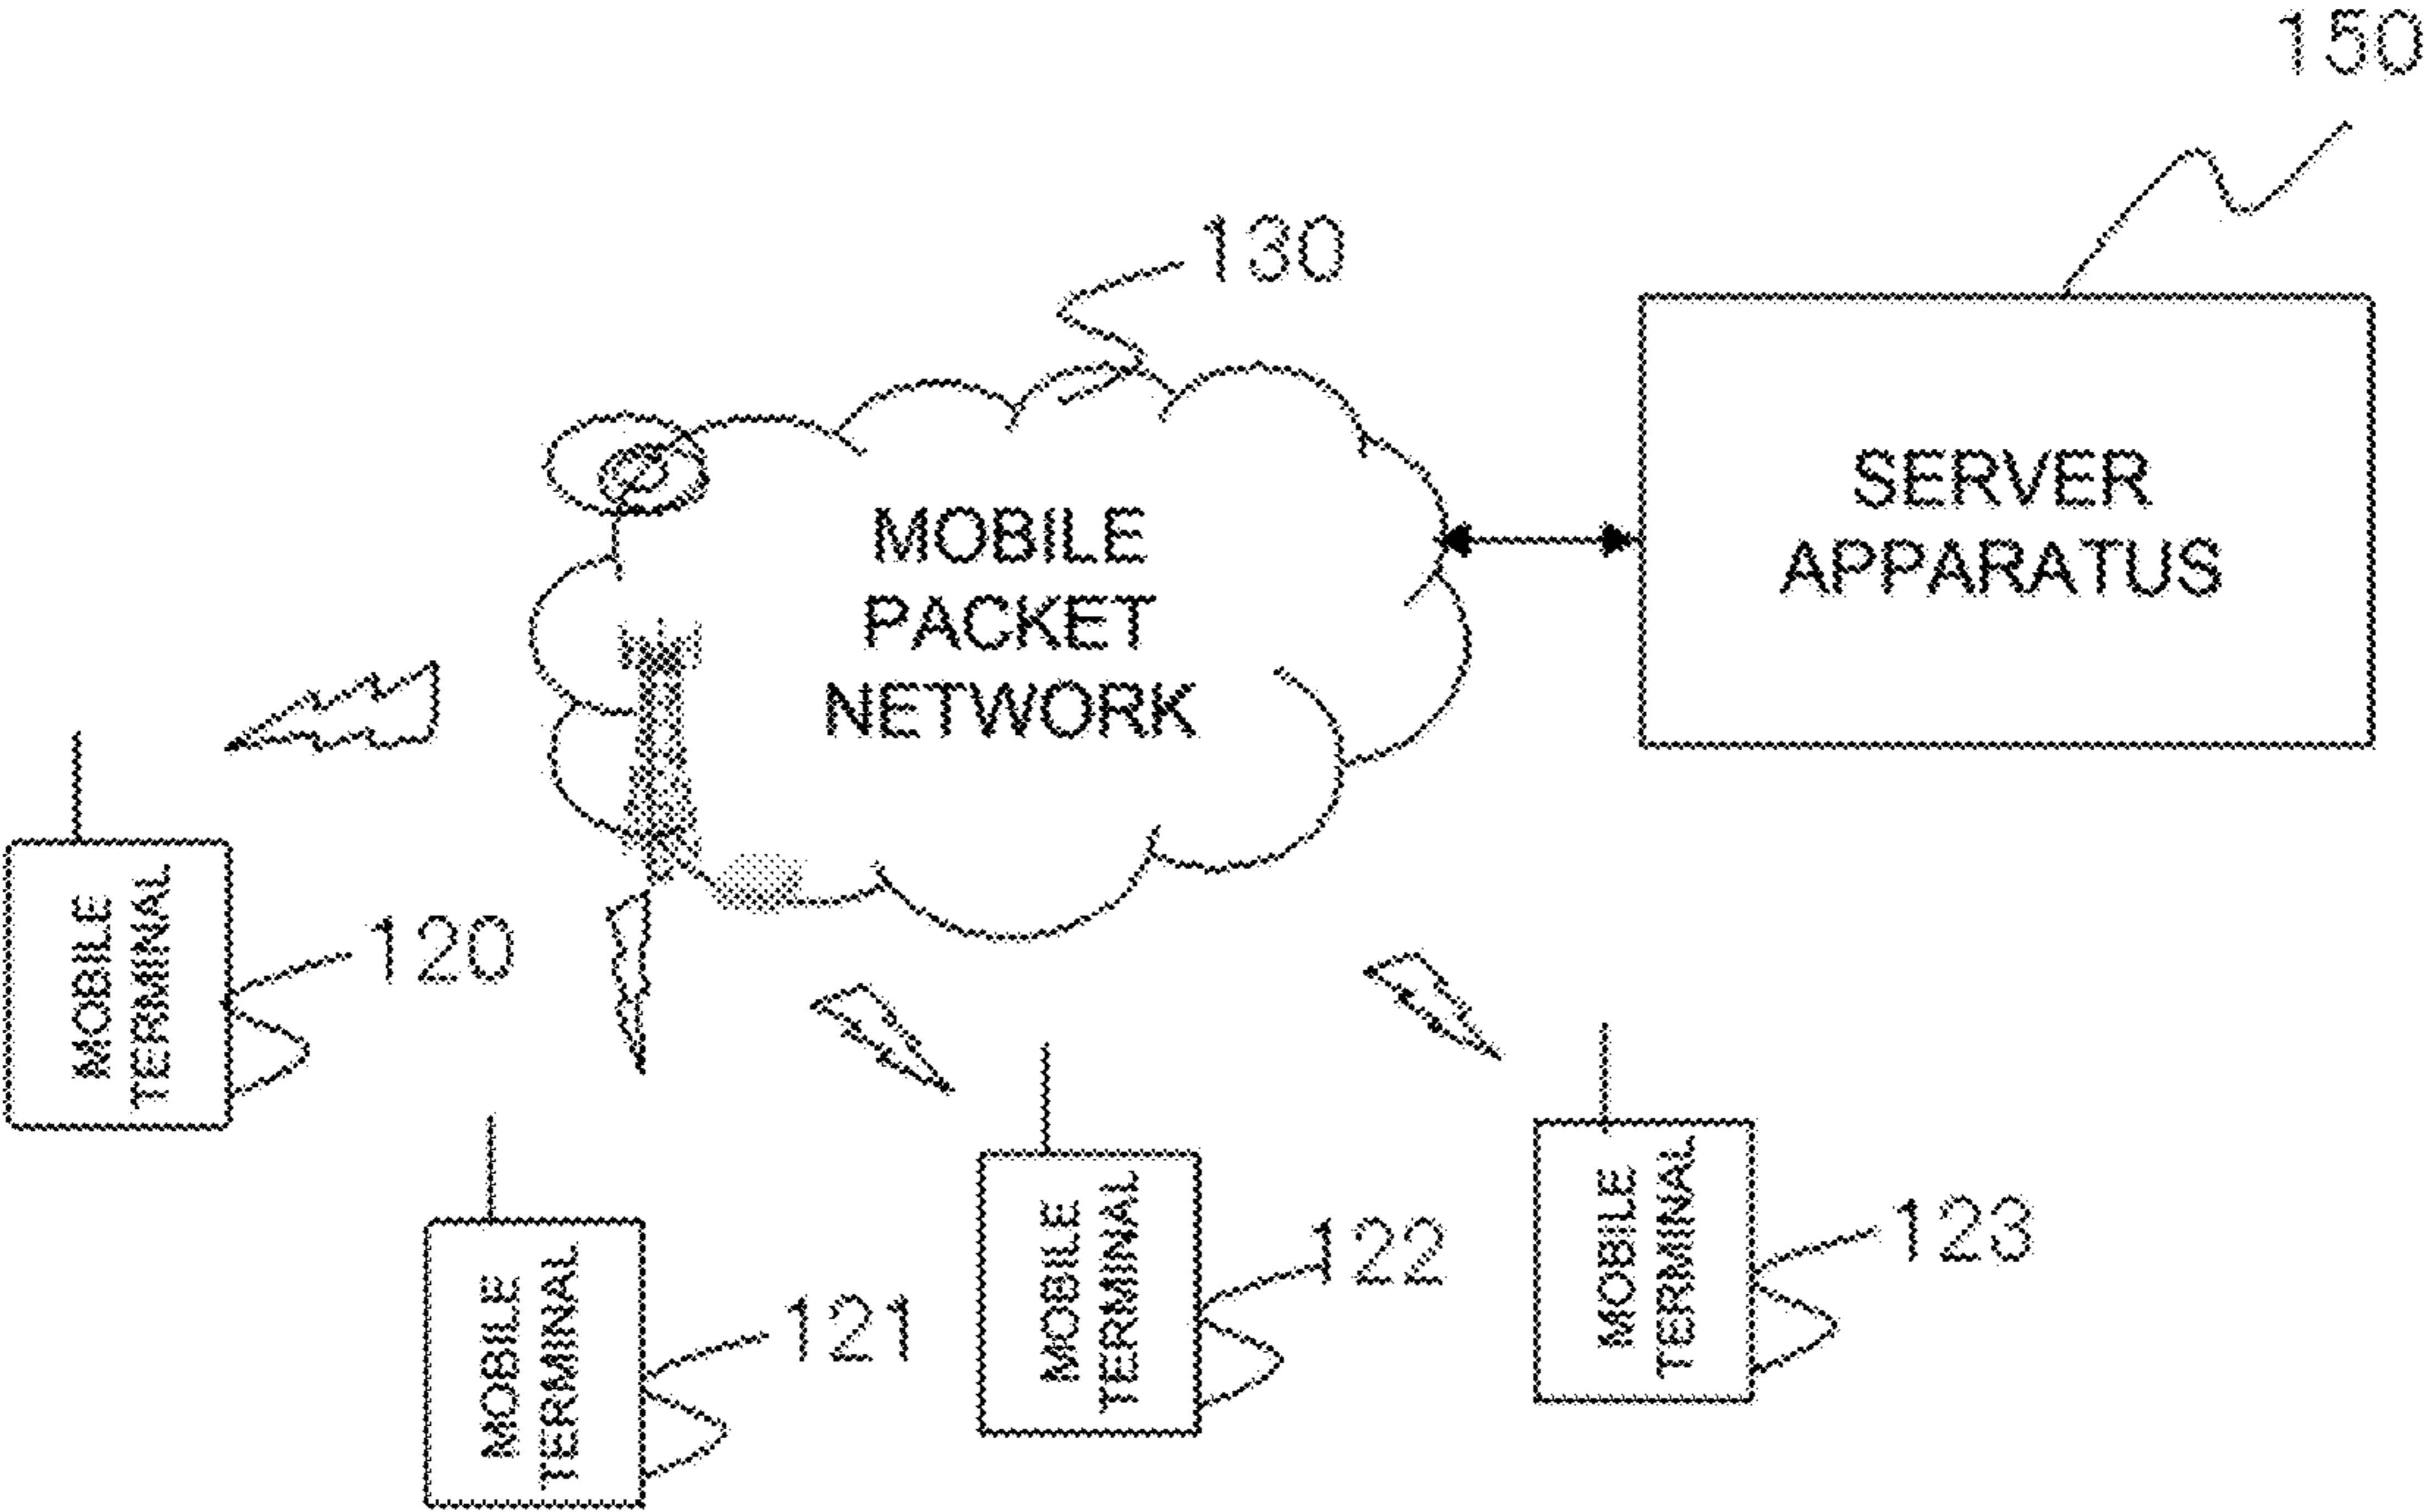 150
130
SERVER
APPARATUS
MOBILE
PACKET
NETWORK
MOBILE
TERMINAL
120
MOBILE
TERMINAL
121
MOBILE
TERMINAL
122
MOBILE
TERMINAL
123